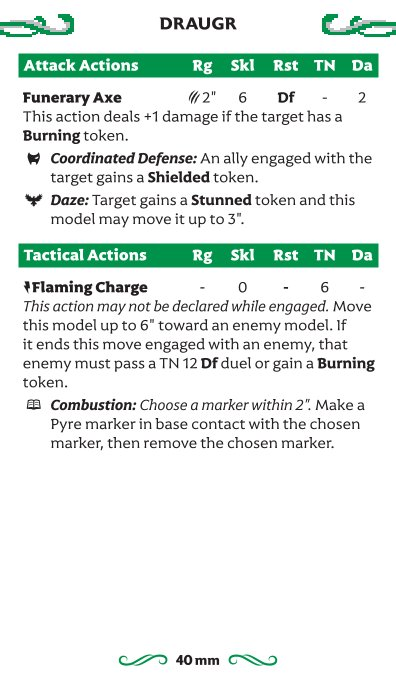 DRAUGR
Attack Actions Rg Skl Rst TN Da
Funerary Axe 2" 6 Df - 2
This action deals +1 damage if the target has a
Burning token.
Coordinated Defense: An ally engaged with the
target gains a Shielded token.
Daze: Target gains a Stunned token and this
model may move it up to 3".
Tactical Actions Rg Skl Rst TN Da
Flaming Charge - 0 - 6 -
This action may not be declared while engaged. Move
this model up to 6" toward an enemy model. If
it ends this move engaged with an enemy, that
enemy must pass a TN 12 Df duel or gain a Burning
token.
Combustion: Choose a marker within 2". Make a
Pyre marker in base contact with the chosen
marker, then remove the chosen marker.
40 mm